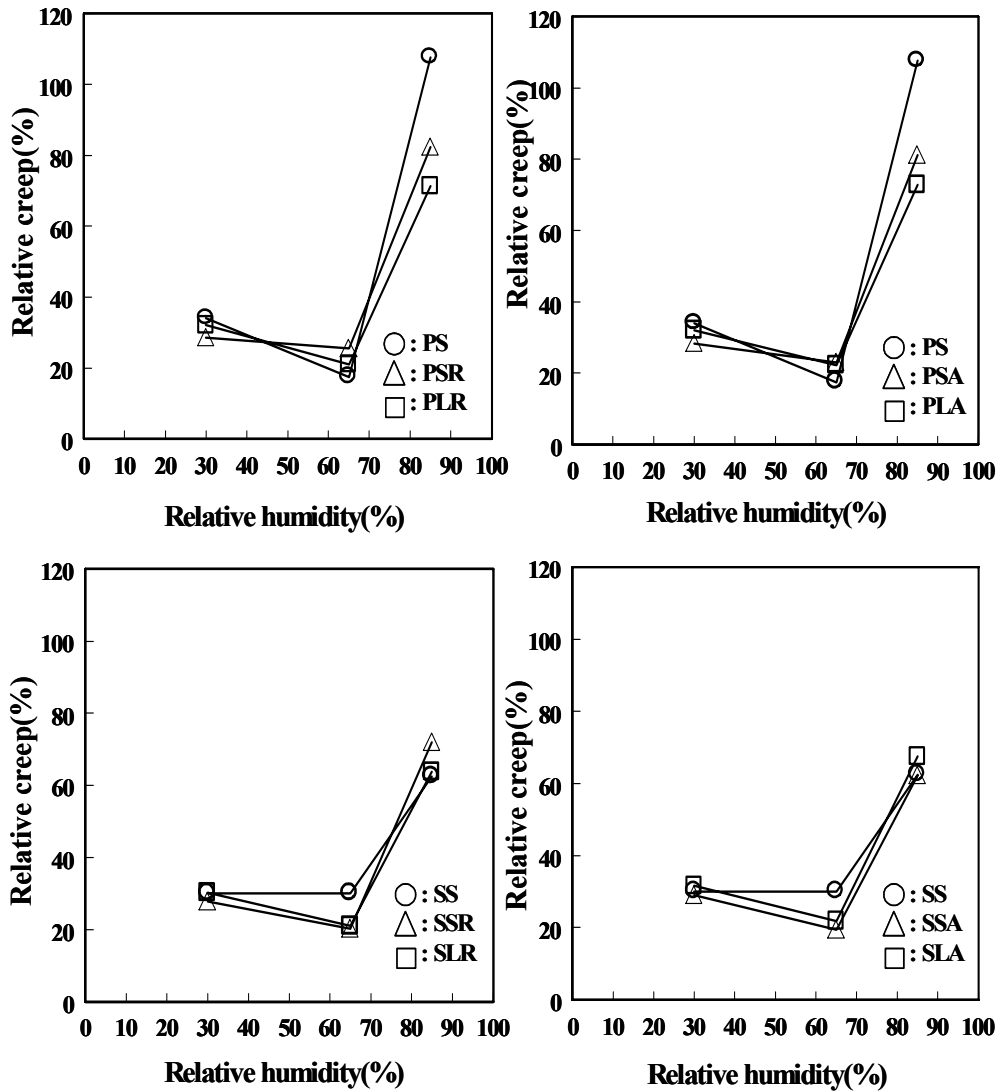 120
100
80
60
40
20
0
Relative creep(%)
: PS
: PSR
: PLR
0 10 20 30 40 50 60 70 80 90 100
Relative humidity(%)
120
100
80
60
40
20
0
Relative creep(%)
: PS
: PSA
: PLA
0 10 20 30 40 50 60 70 80 90 100
Relative humidity(%)
120
100
80
60
40
20
0
Relative creep(%)
: SS
: SSR
: SLR
0 10 20 30 40 50 60 70 80 90 100
Relative humidity(%)
120
100
80
60
40
20
0
Relative creep(%)
: SS
: SSA
: SLA
0 10 20 30 40 50 60 70 80 90 100
Relative humidity(%)